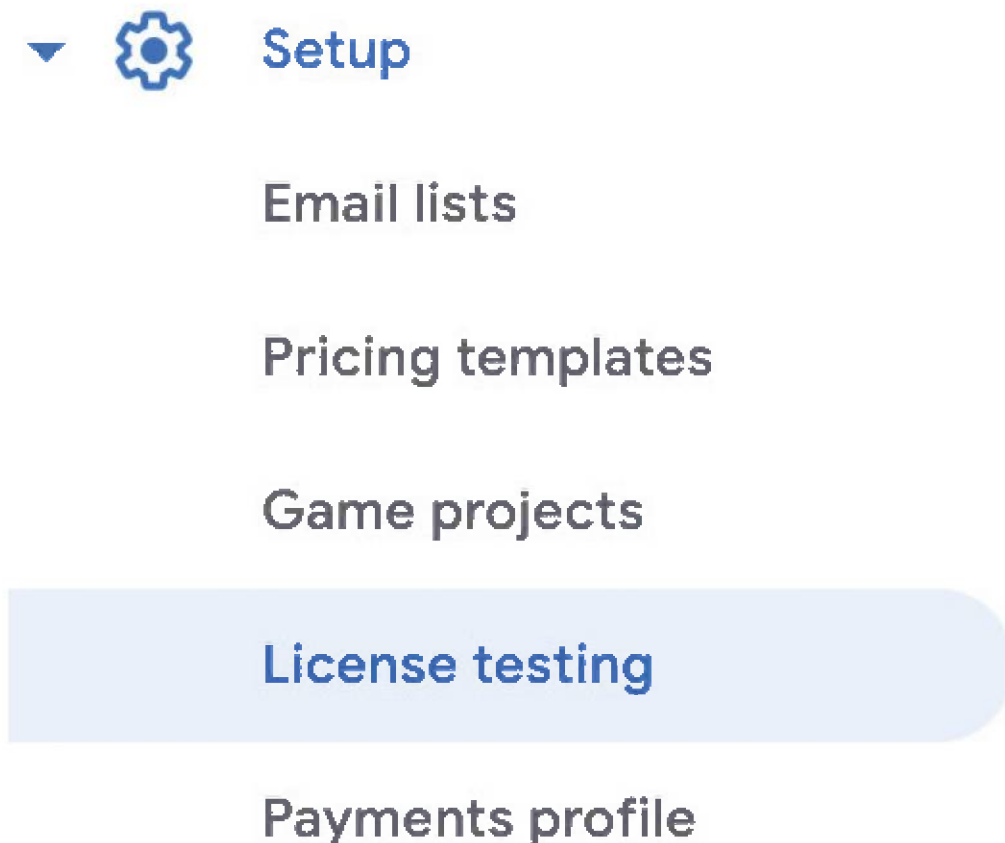 Setup
Email lists
Pricing templates
Game projects
License testing
Payments profile